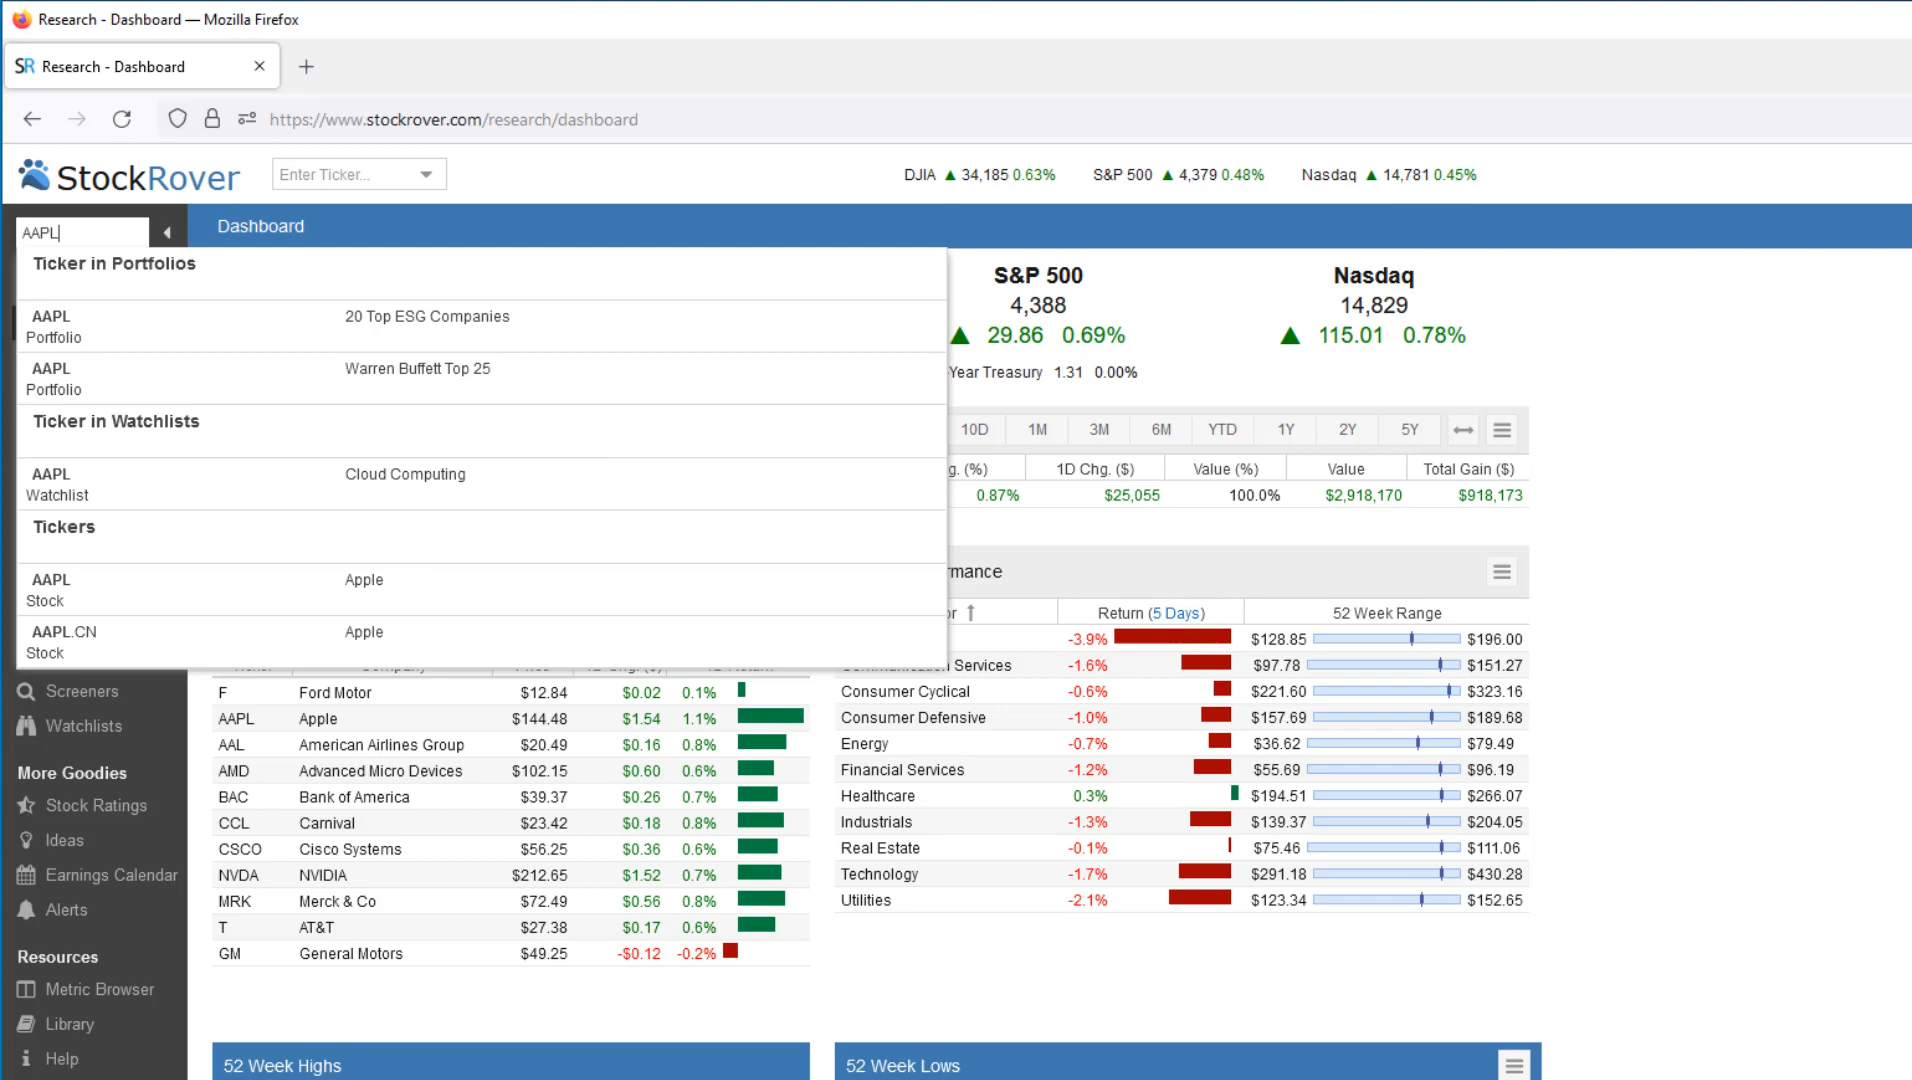 Research - Dashboard — Mozilla Firefox
SR Research - Dashboard
https://www.stockrover.com/research/dashboard
StockRover
Enter Ticker...
DJIA ▲ 34,185 0.63% S&P 500 ▲ 4,379 0.48% Nasdaq ▲ 14,781 0.45%
AAPL
Dashboard
Ticker in Portfolios
AAPL 20 Top ESG Companies
Portfolio
AAPL Warren Buffett Top 25
Portfolio
Ticker in Watchlists
AAPL Cloud Computing
Watchlist
Tickers
AAPL Apple
Stock
AAPL.CN Apple
Stock
S&P 500 Nasdaq
4,388 14,829
▲ 29.86 0.69% ▲ 115.01 0.78%
-Year Treasury 1.31 0.00%
10D 1M 3M 6M YTD 1Y 2Y 5Y
g. (%) 1D Chg. ($) Value (%) Value Total Gain ($)
0.87% $25,055 100.0% $2,918,170 $918,173
rmance
or ↑ Return (5 Days) 52 Week Range
-3.9% $128.85 $196.00
Services -1.6% $97.78 $151.27
Consumer Cyclical -0.6% $221.60 $323.16
Consumer Defensive -1.0% $157.69 $189.68
Energy -0.7% $36.62 $79.49
Financial Services -1.2% $55.69 $96.19
Healthcare 0.3% $194.51 $266.07
Industrials -1.3% $139.37 $204.05
Real Estate -0.1% $75.46 $111.06
Technology -1.7% $291.18 $430.28
Utilities -2.1% $123.34 $152.65
F Ford Motor $12.84 $0.02 0.1%
AAPL Apple $144.48 $1.54 1.1%
AAL American Airlines Group $20.49 $0.16 0.8%
AMD Advanced Micro Devices $102.15 $0.60 0.6%
BAC Bank of America $39.37 $0.26 0.7%
CCL Carnival $23.42 $0.18 0.8%
CSCO Cisco Systems $56.25 $0.36 0.6%
NVDA NVIDIA $212.65 $1.52 0.7%
MRK Merck & Co $72.49 $0.56 0.8%
T AT&T $27.38 $0.17 0.6%
GM General Motors $49.25 -$0.12 -0.2%
Screeners
Watchlists
More Goodies
Stock Ratings
Ideas
Earnings Calendar
Alerts
Resources
Metric Browser
Library
Help
52 Week Highs
52 Week Lows